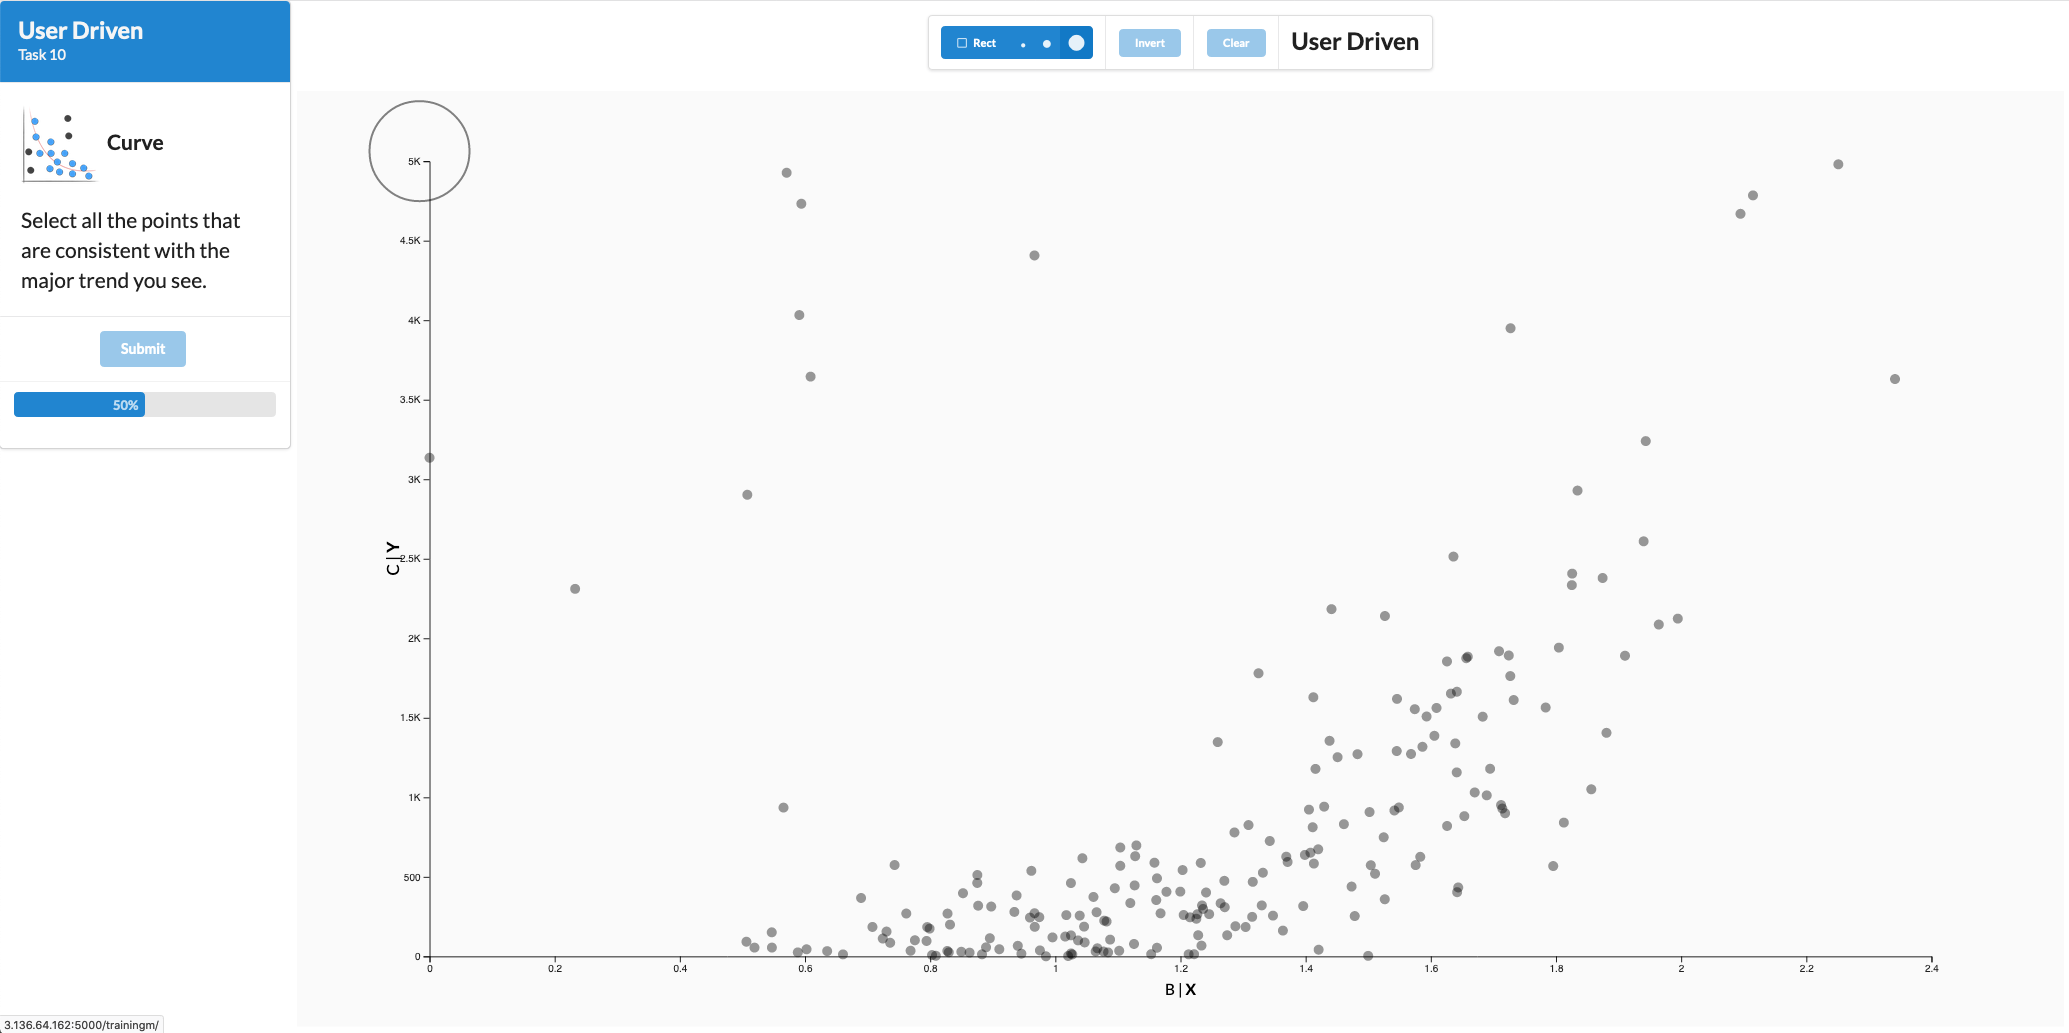 User Driven
Task 10
Curve
Select all the points that
are consistent with the
major trend you see.
Submit
50%
Rect
Invert
Clear
User Driven
5K
4.5K
4K
3.5K
3K
2.5K
2K
1.5K
1K
500
0
C|Y
0
0.2
0.4
0.6
0.8
1
1.2
1.4
1.6
1.8
2
2.2
2.4
B|X
3.136.64.162:5000/trainingm/